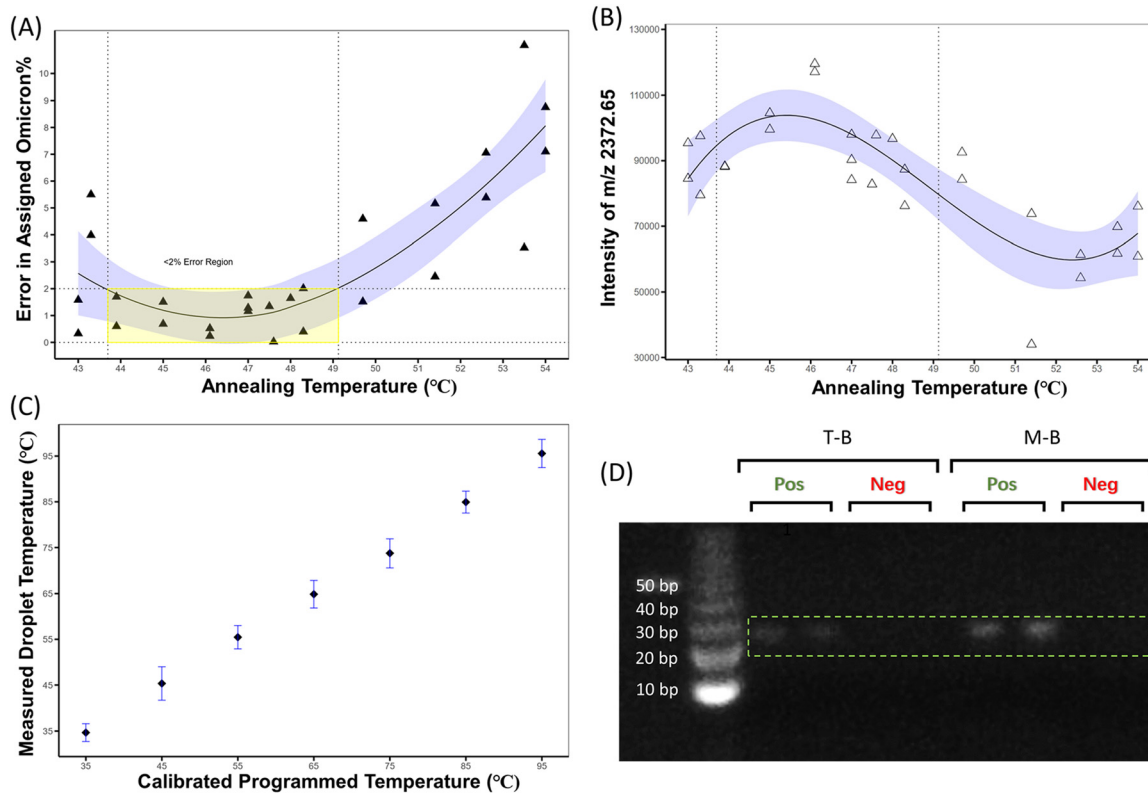 (A)
Error in Assigned Omicron%
10
9
8
7
6
5
4
3
2
1
0
<2% Error Region
43 44 45 46 47 48 49 50 51 52 53 54
Annealing Temperature (℃)
(B)
Intensity of m/z 2372.65
130000
110000
90000
70000
50000
30000
43 44 45 46 47 48 49 50 51 52 53 54
Annealing Temperature (℃)
(C)
Measured Droplet Temperature (℃)
95
85
75
65
55
45
35
35 45 55 65 75 85 95
Calibrated Programmed Temperature (℃)
(D)
T-B M-B
Pos Neg Pos Neg
1
50 bp
40 bp
30 bp
20 bp
10 bp